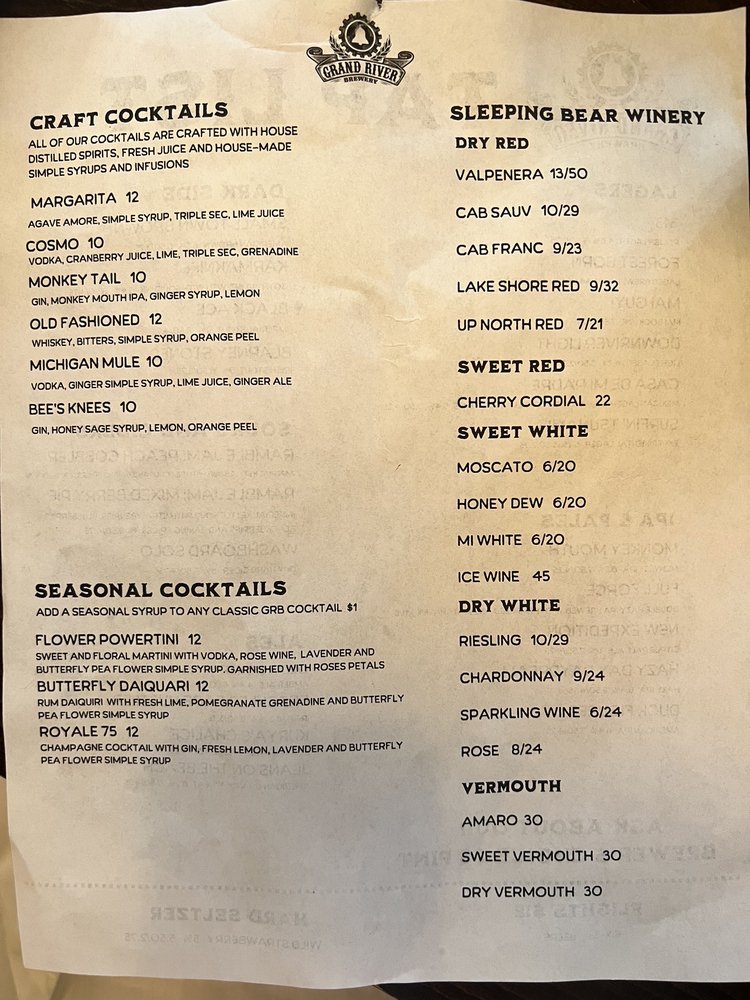 GRAND RIVER
BREWERY
CRAFT COCKTAILS
ALL OF OUR COCKTAILS ARE CRAFTED WITH HOUSE
DISTILLED SPIRITS, FRESH JUICE AND HOUSE-MADE
SIMPLE SYRUPS AND INFUSIONS
MARGARITA 12
AGAVE AMORE, SIMPLE SYRUP, TRIPLE SEC, LIME JUICE
COSMO 10
VODKA, CRANBERRY JUICE, LIME, TRIPLE SEC, GRENADINE
MONKEY TAIL 10
GIN, MONKEY MOUTH IPA, GINGER SYRUP, LEMON
OLD FASHIONED 12
WHISKEY, BITTERS, SIMPLE SYRUP, ORANGE PEEL
MICHIGAN MULE 10
VODKA, GINGER SIMPLE SYRUP, LIME JUICE, GINGER ALE
BEE'S KNEES 10
GIN, HONEY SAGE SYRUP, LEMON, ORANGE PEEL
SEASONAL COCKTAILS
ADD A SEASONAL SYRUP TO ANY CLASSIC GRB COCKTAIL $1
FLOWER POWERTINI 12
SWEET AND FLORAL MARTINI WITH VODKA, ROSE WINE, LAVENDER AND
BUTTERFLY PEA FLOWER SIMPLE SYRUP. GARNISHED WITH ROSES PETALS
BUTTERFLY DAIQUARI 12
RUM DAIQUIRI WITH FRESH LIME, POMEGRANATE GRENADINE AND BUTTERFLY
PEA FLOWER SIMPLE SYRUP
ROYALE 75 12
CHAMPAGNE COCKTAIL WITH GIN, FRESH LEMON, LAVENDER AND BUTTERFLY
PEA FLOWER SIMPLE SYRUP
SLEEPING BEAR WINERY
DRY RED
VALPENERA 13/50
CAB SAUV 10/29
CAB FRANC 9/23
LAKE SHORE RED 9/32
UP NORTH RED 7/21
SWEET RED
CHERRY CORDIAL 22
SWEET WHITE
MOSCATO 6/20
HONEY DEW 6/20
MI WHITE 6/20
ICE WINE 45
DRY WHITE
RIESLING 10/29
CHARDONNAY 9/24
SPARKLING WINE 6/24
ROSE 8/24
VERMOUTH
AMARO 30
SWEET VERMOUTH 30
DRY VERMOUTH 30